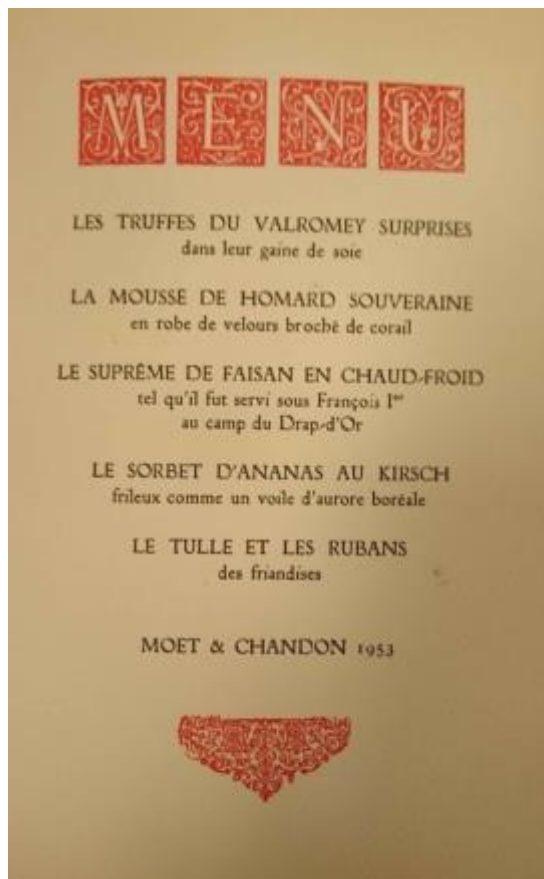 MENU
LES TRUFFES DU VALROMEY SURPRISES
dans leur gaine de soie
LA MOUSSE DE HOMARD SOUVERAINE
en robe de velours broché de corail
LE SUPRÊME DE FAISAN EN CHAUD-FROID
tel qu'il fut servi sous François Ier
au camp du Drap-d'Or
LE SORBET D'ANANAS AU KIRSCH
frileux comme un voile d'aurore boréale
LE TULLE ET LES RUBANS
des friandises
MOET & CHANDON 1953